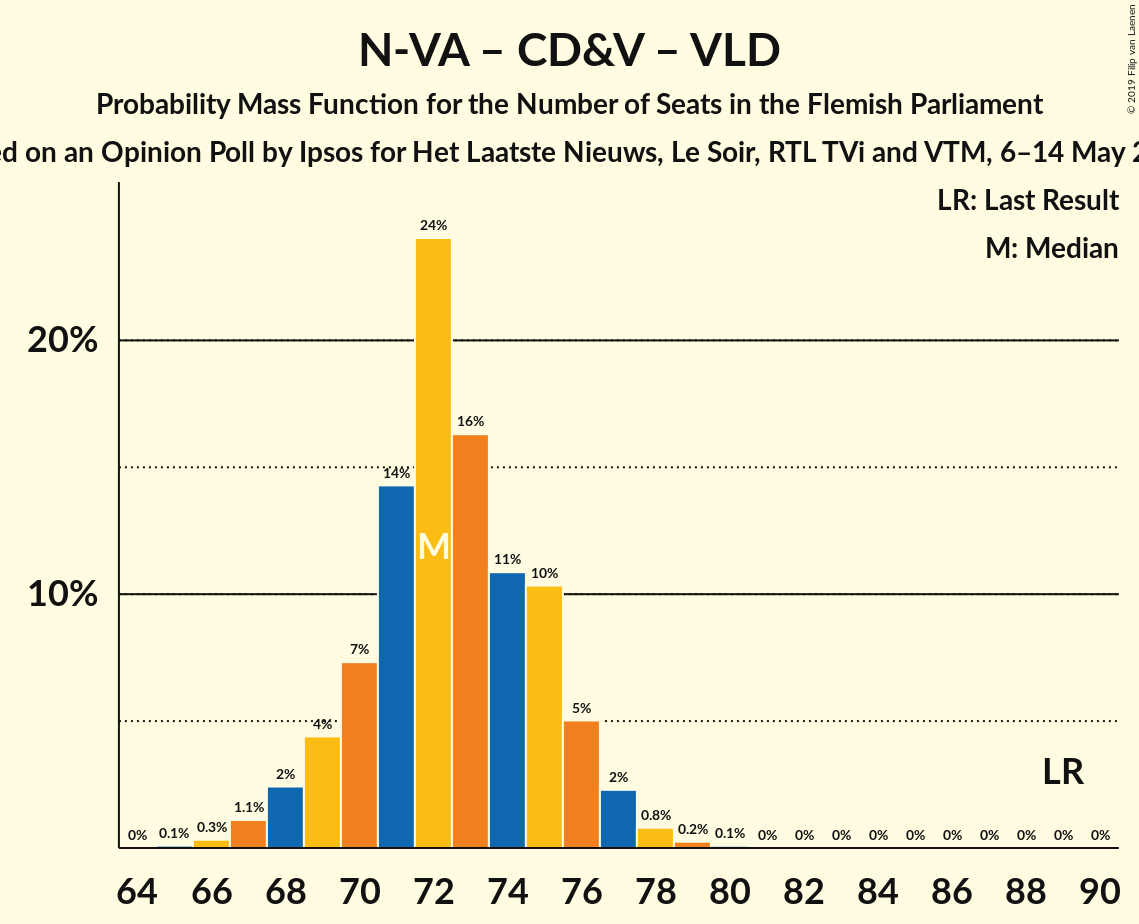 N-VA – CD&V – VLD
Probability Mass Function for the Number of Seats in the Flemish Parliament
on an Opinion Poll by Ipsos for Het Laatste Nieuws, Le Soir, RTL TVi and VTM, 6–14 May
© 2019 Filip van Laenen
LR: Last Result
M: Median
20%
10%
0% 0.1% 0.3% 1.1% 2% 4% 7% 14% 24% 16% 11% 10% 5% 2% 0.8% 0.2% 0.1% 0% 0% 0% 0% 0% 0% 0% 0% 0% 0%
M
LR
64 66 68 70 72 74 76 78 80 82 84 86 88 90